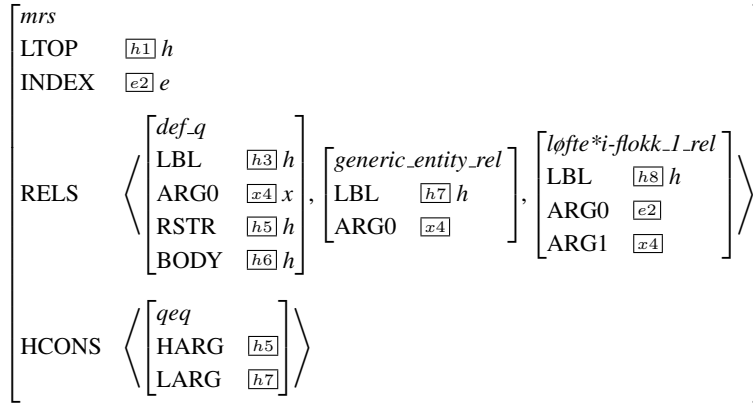 mrs
LTOP h1 h
INDEX e2 e
RELS
def_q
LBL h3 h
ARG0 x4 x
RSTR h5 h
BODY h6 h
,
generic_entity_rel
LBL h7 h
ARG0 x4
,
løfte*i-flokk_1_rel
LBL h8 h
ARG0 e2
ARG1 x4
HCONS
qeq
HARG h5
LARG h7